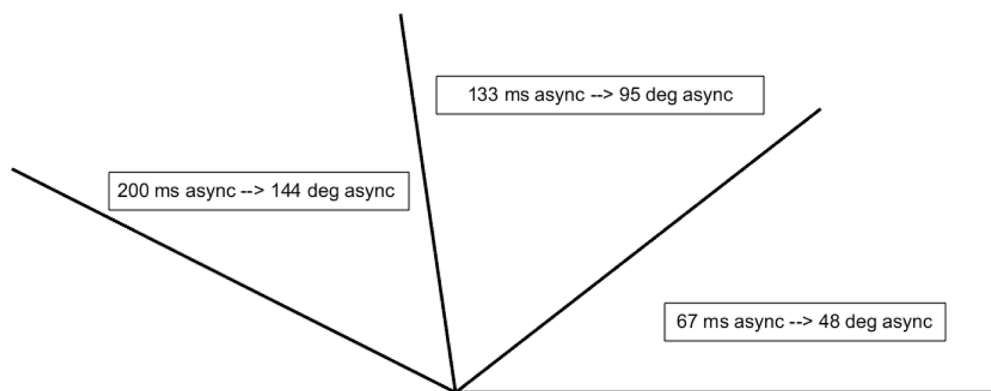 133 ms async --> 95 deg async
200 ms async --> 144 deg async
67 ms async --> 48 deg async